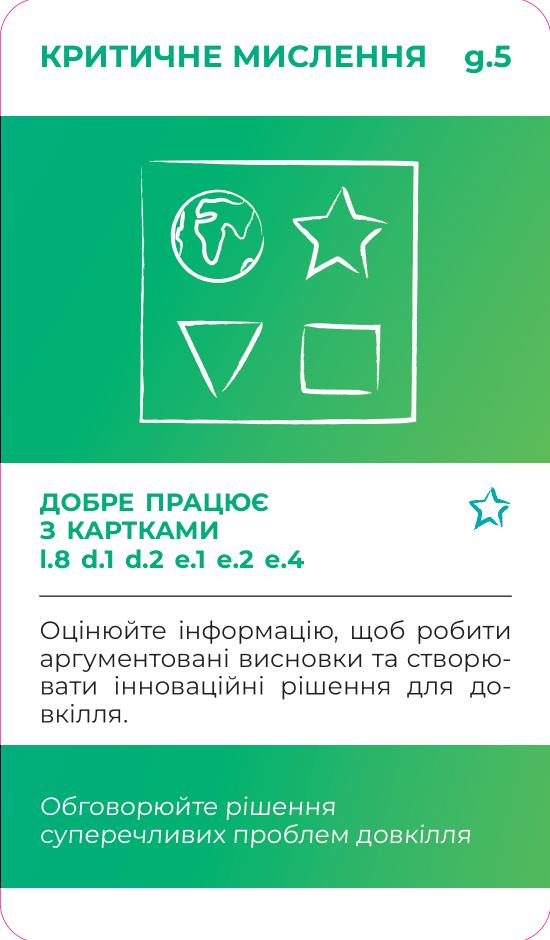 КРИТИЧНЕ МИСЛЕННЯ g.5
ДОБРЕ ПРАЦЮЄ
З КАРТКАМИ
l.8 d.1 d.2 e.1 e.2 e.4
Оцінюйте інформацію, щоб робити
аргументовані висновки та створю-
вати інноваційні рішення для до-
вкілля.
Обговорюйте рішення
суперечливих проблем довкілля